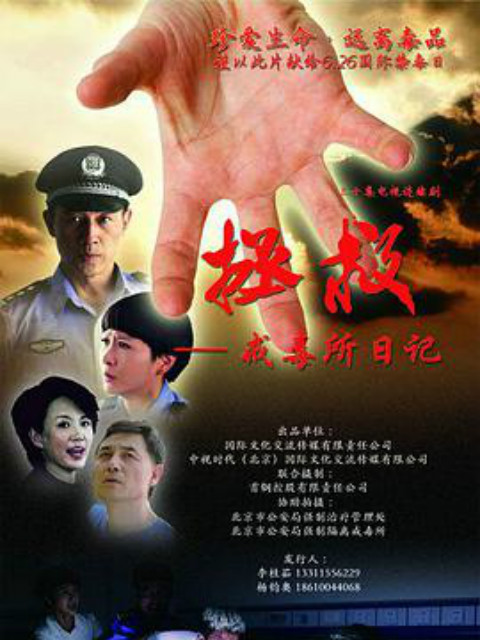 珍爱生命·远离毒品
谨以此片献给6.26国际禁毒日
二十集电视连续剧
拯救
——戒毒所日记
出品单位：
国际文化交流传媒有限责任公司
中视时代（北京）国际文化交流传媒有限公司
联合摄制：
首钢控股有限责任公司
协助拍摄：
北京市公安局强制治疗管理处
北京市公安局强制隔离戒毒所
发行人：
李桂茹 13311556229
杨钧奥 18610044068